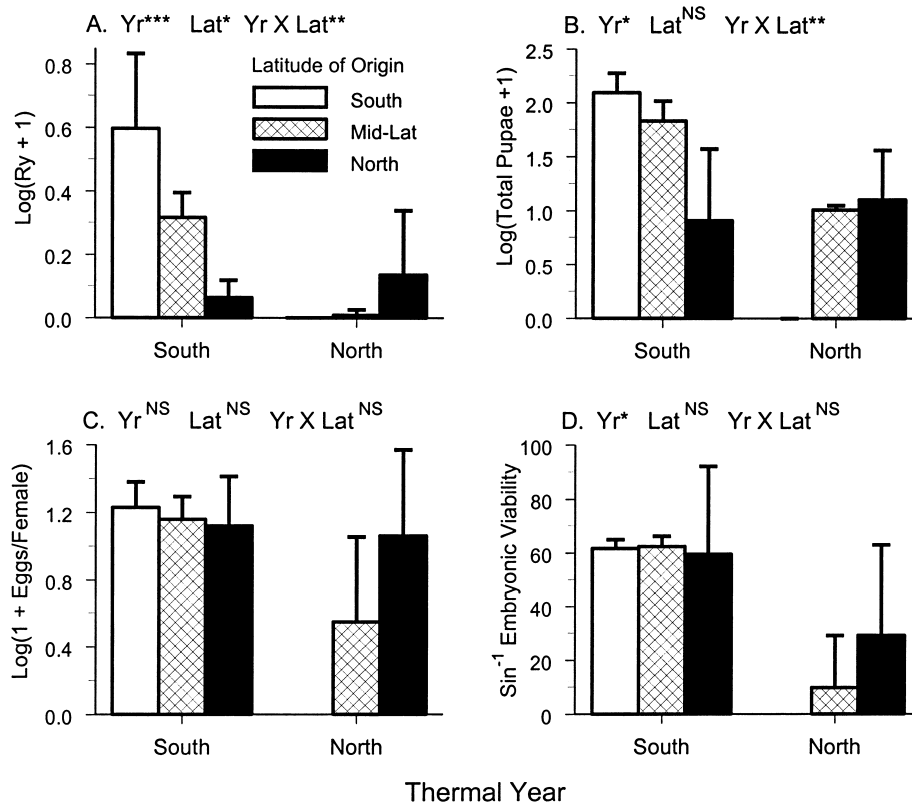 A. Yr*** Lat* Yr X Lat**
Log(Ry + 1)
0.8
0.6
0.4
0.2
0.0
Latitude of Origin
South
Mid-Lat
North
South North
B. Yr* Lat^NS Yr X Lat**
Log(Total Pupae +1)
2.5
2.0
1.5
1.0
0.5
0.0
South North
C. Yr^NS Lat^NS Yr X Lat^NS
Log(1 + Eggs/Female)
1.6
1.2
0.8
0.4
0.0
South North
D. Yr* Lat^NS Yr X Lat^NS
Sin^-1 Embryonic Viability
100
80
60
40
20
0
South North
Thermal Year